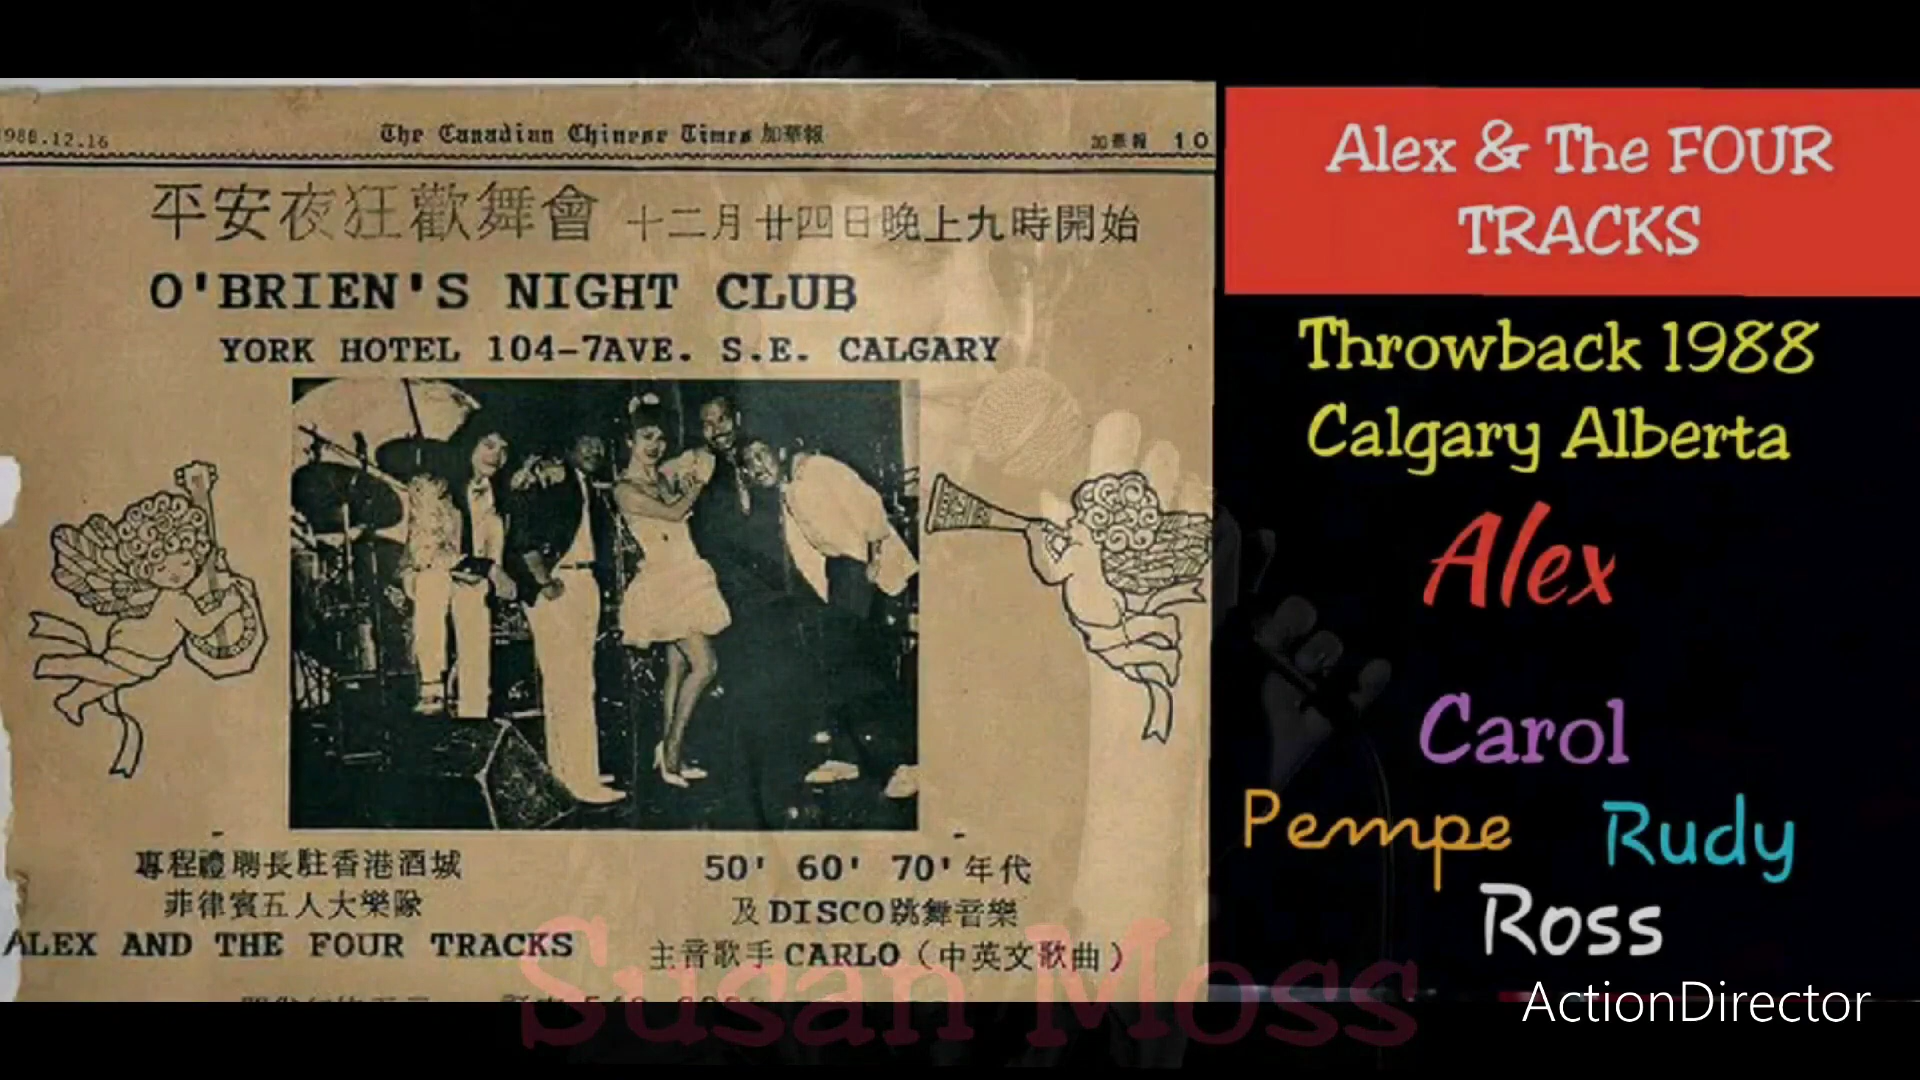 1988.12.16
The Canadian Chinese Times 加華報
加華報 10
平安夜狂歡舞會 十二月廿四日晚上九時開始
O'BRIEN'S NIGHT CLUB
YORK HOTEL 104-7AVE. S.E. CALGARY
專程禮聘長駐香港酒城
菲律賓五人大樂隊
ALEX AND THE FOUR TRACKS
50' 60' 70' 年代
及 DISCO 跳舞音樂
主音歌手 CARLO (中英文歌曲)
Alex & The FOUR
TRACKS
Throwback 1988
Calgary Alberta
Alex
Carol
Pempe Rudy
Ross
Susan Moss
ActionDirector